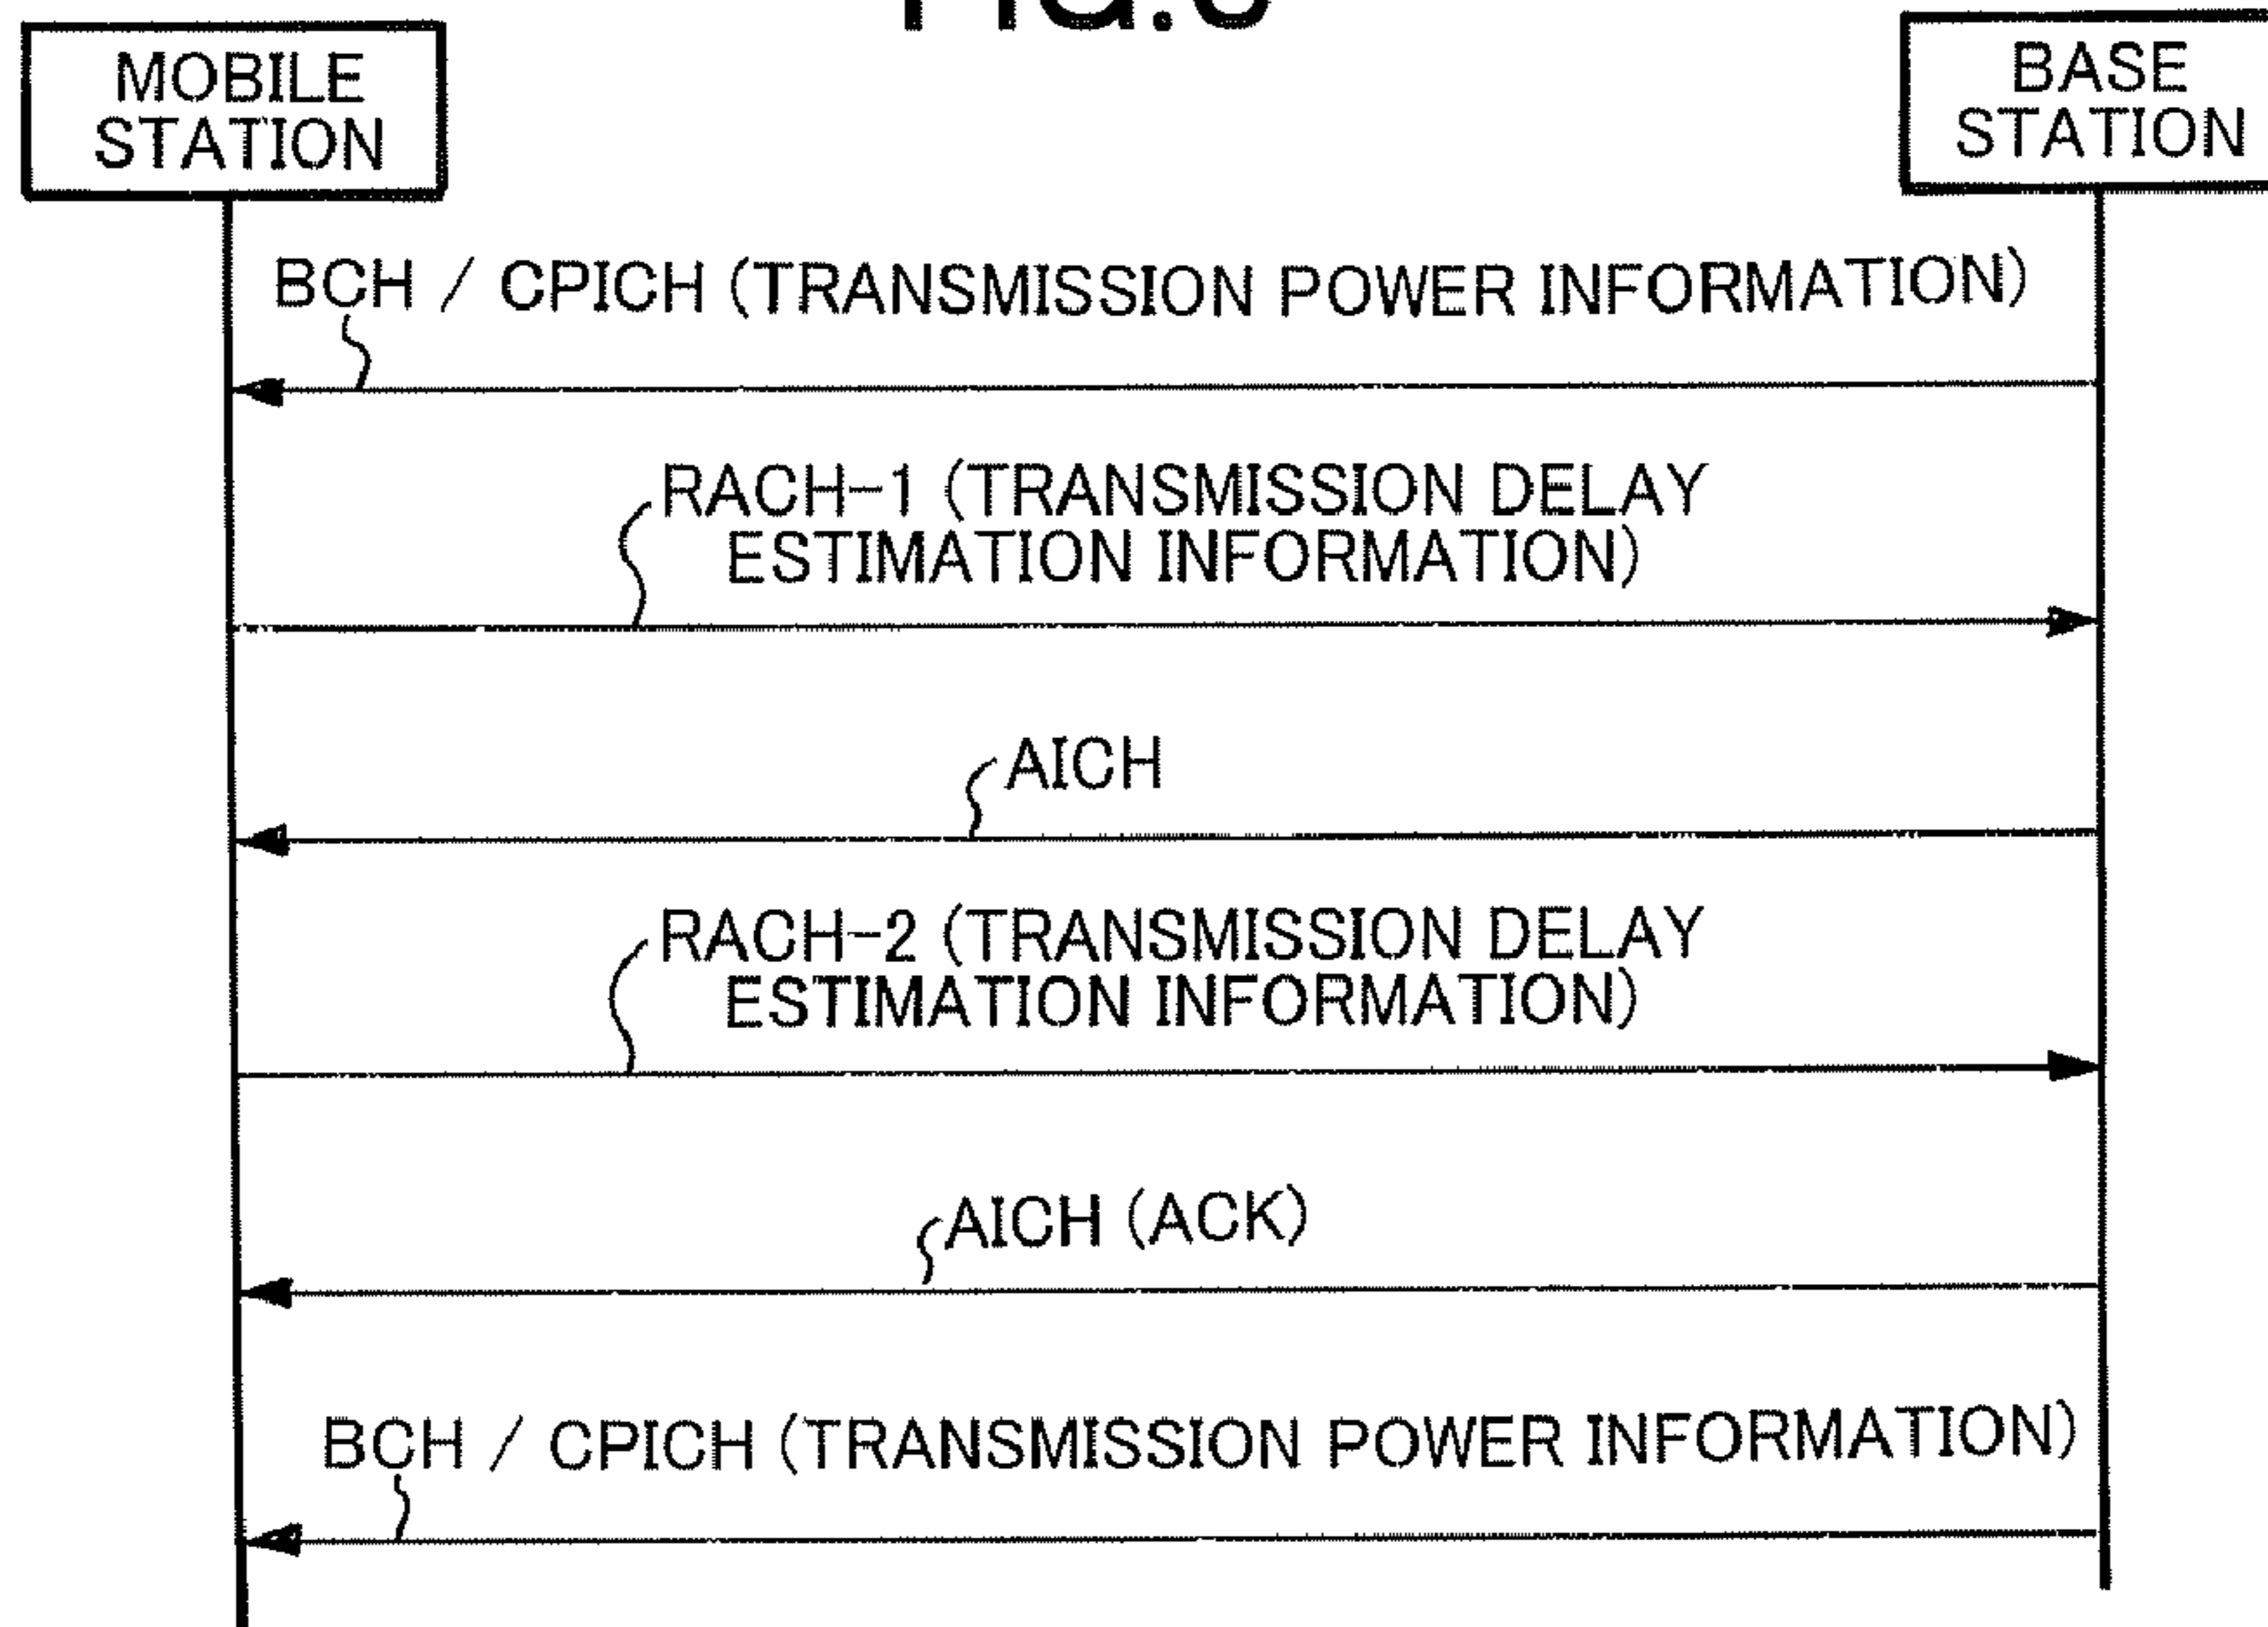 MOBILE
STATION
BASE
STATION
BCH / CPICH (TRANSMISSION POWER INFORMATION)
RACH-1 (TRANSMISSION DELAY
ESTIMATION INFORMATION)
AICH
RACH-2 (TRANSMISSION DELAY
ESTIMATION INFORMATION)
AICH (ACK)
BCH / CPICH (TRANSMISSION POWER INFORMATION)